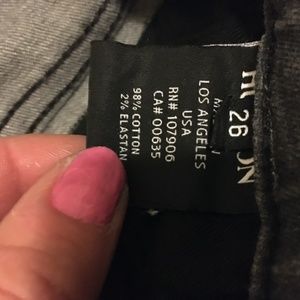 26
LOS ANGELES
USA
RN# 107906
CA# 00635
98% COTTON
2% ELASTAN